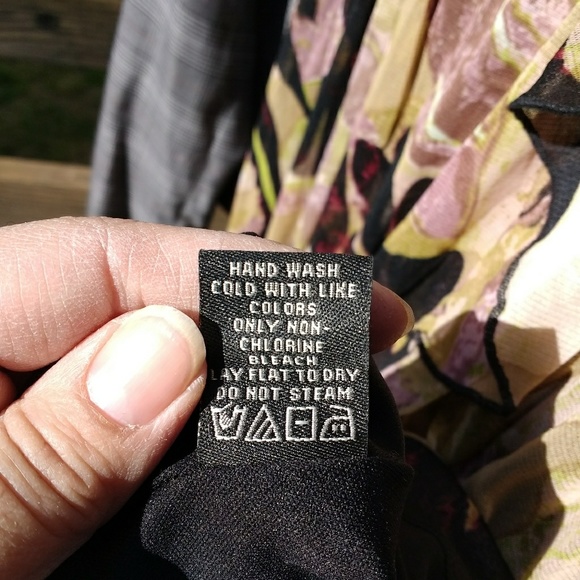 HAND WASH
COLD WITH LIKE
COLORS
ONLY NON-
CHLORINE
BLEACH
LAY FLAT TO DRY
DO NOT STEAM